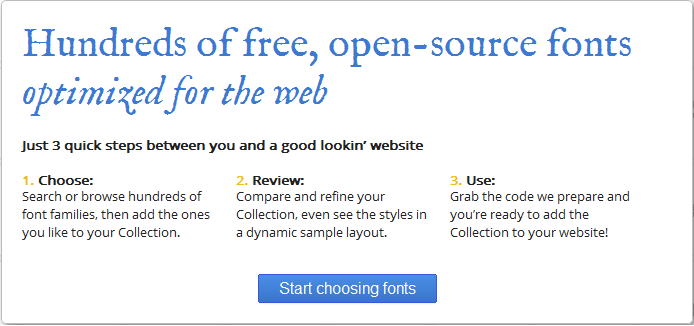 Hundreds of free, open-source fonts
optimized for the web
Just 3 quick steps between you and a good lookin’ website
1. Choose:
Search or browse hundreds of
font families, then add the ones
you like to your Collection.
2. Review:
Compare and refine your
Collection, even see the styles in
a dynamic sample layout.
3. Use:
Grab the code we prepare and
you’re ready to add the
Collection to your website!
Start choosing fonts